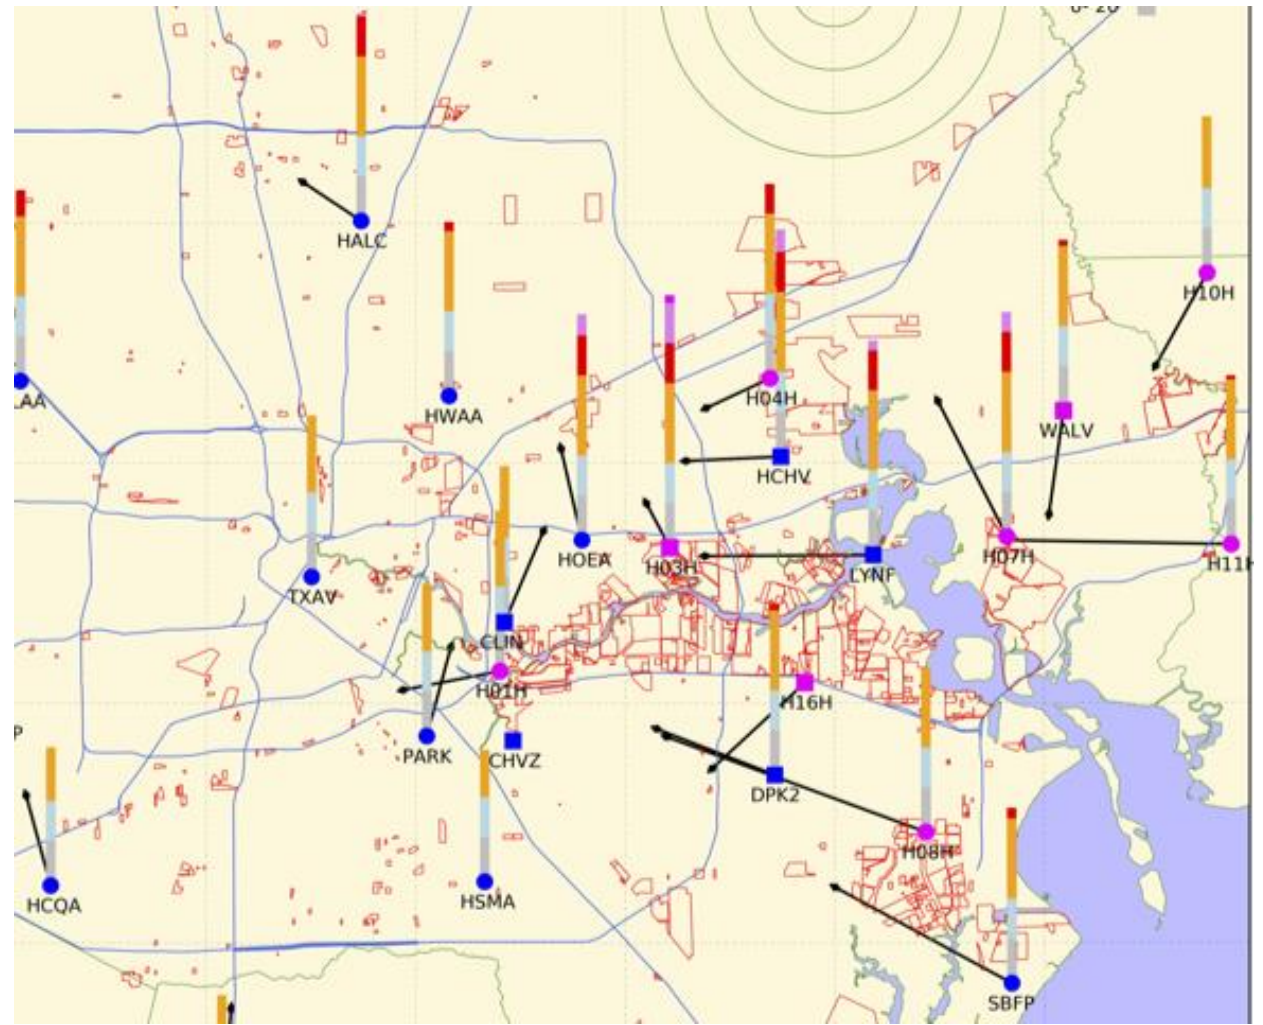 HALC
H10H
HWAA
H04H
WALV
HCHV
HOEA
H03H
LYNF
H07H
TXAV
CLIN
H01H
H16H
PARK
CHVZ
DPK2
H08H
HCQA
HSMA
SBFP